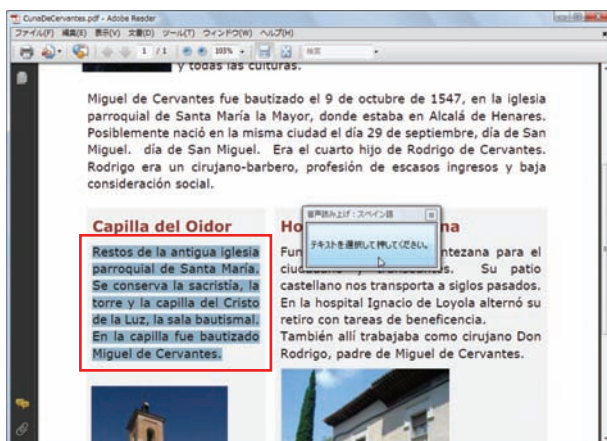 CunaDeCervantes.pdf - Adobe Reader
ファイル(F) 編集(E) 表示(V) 文書(D) ツール(T) ウィンドウ(W) ヘルプ(H)
1 / 1 103% 検索
y todas las culturas.
Miguel de Cervantes fue bautizado el 9 de octubre de 1547, en la iglesia
parroquial de Santa María la Mayor, donde estaba en Alcalá de Henares.
Posiblemente nació en la misma ciudad el día 29 de septiembre, día de San
Miguel. día de San Miguel. Era el cuarto hijo de Rodrigo de Cervantes.
Rodrigo era un cirujano-barbero, profesión de escasos ingresos y baja
consideración social.
Capilla del Oidor
Restos de la antigua iglesia
parroquial de Santa María.
Se conserva la sacristía, la
torre y la capilla del Cristo
de la Luz, la sala bautismal.
En la capilla fue bautizado
Miguel de Cervantes.
音声読み上げ：スペイン語
テキストを選択して押してください。
Ho na
Fun ntezana para el
Su patio
castellano nos transporta a siglos pasados.
En la hospital Ignacio de Loyola alternó su
retiro con tareas de beneficencia.
También allí trabajaba como cirujano Don
Rodrigo, padre de Miguel de Cervantes.